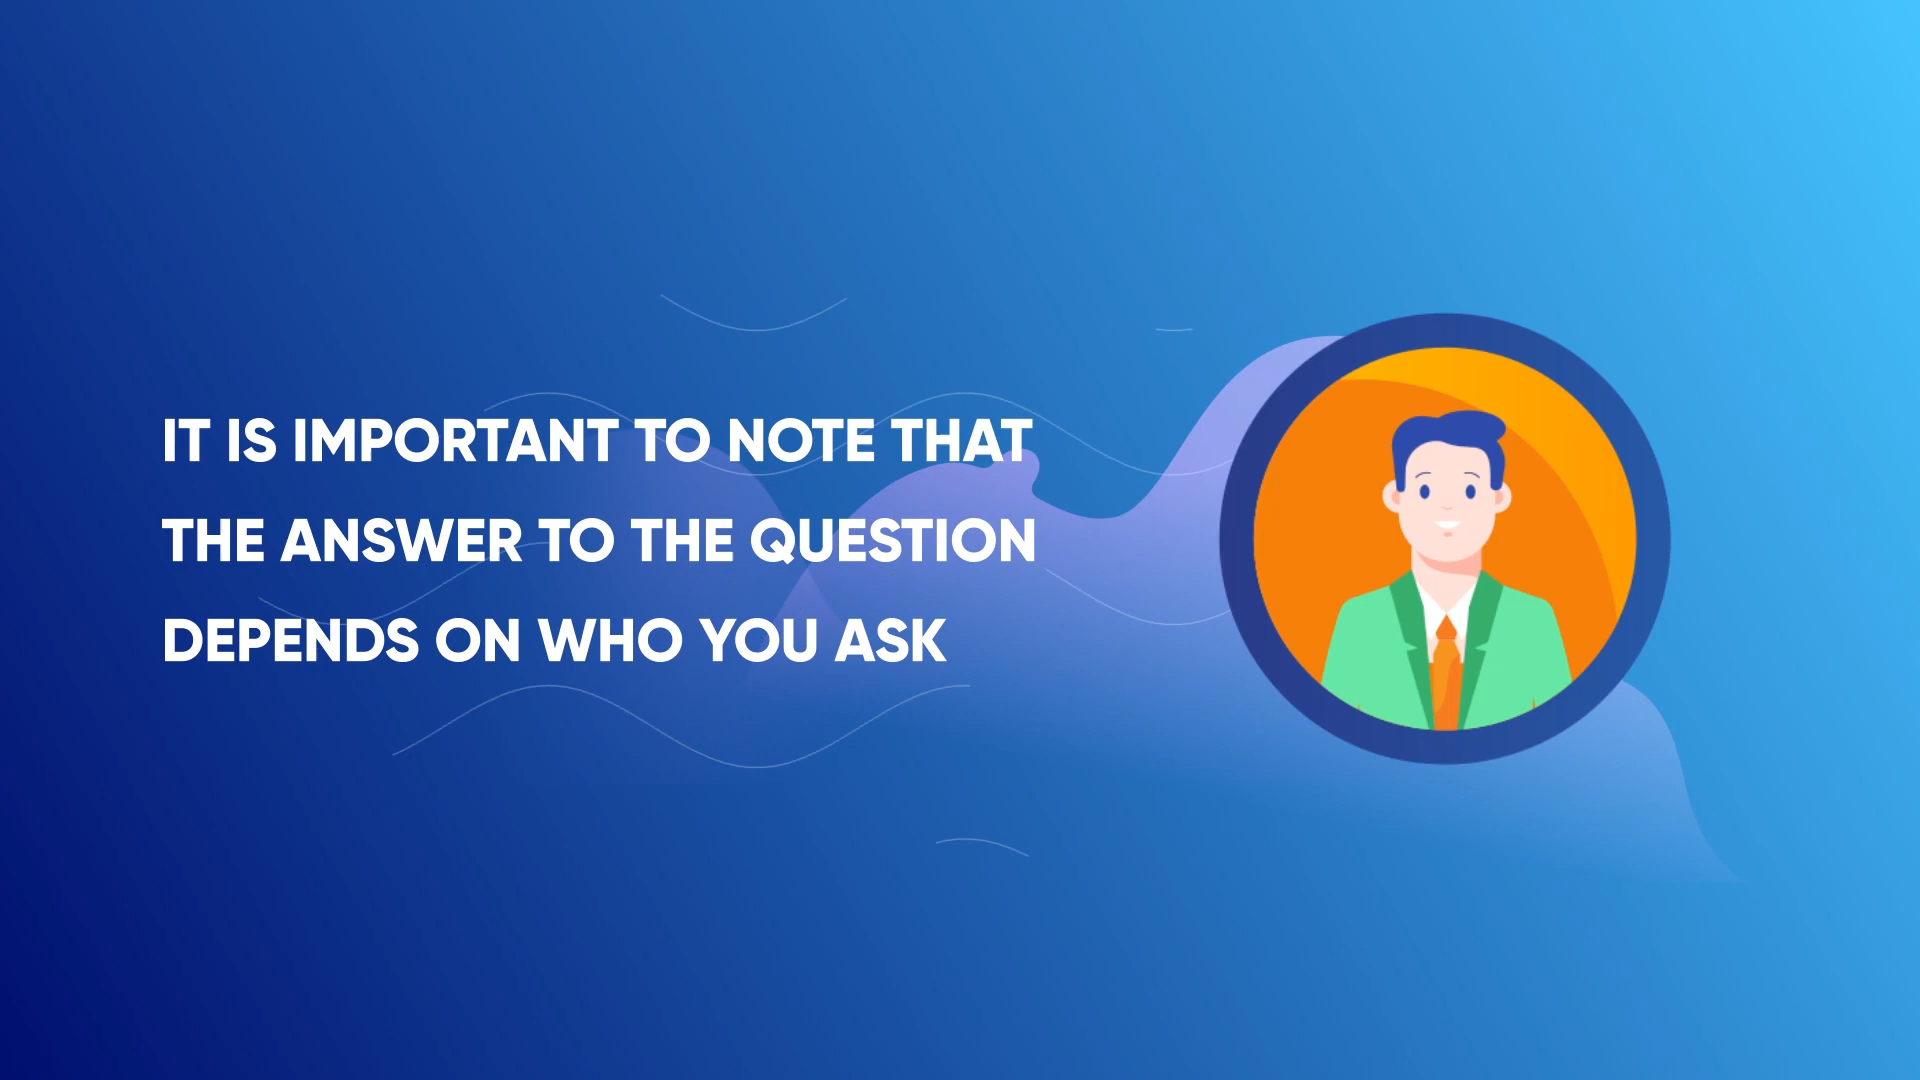 IT IS IMPORTANT TO NOTE THAT
THE ANSWER TO THE QUESTION
DEPENDS ON WHO YOU ASK